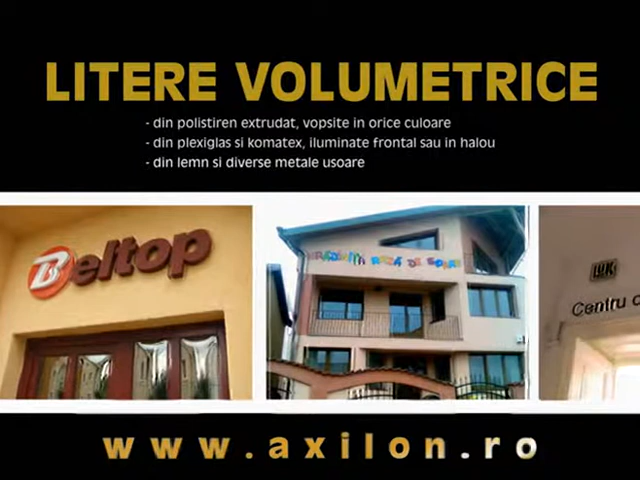 LITERE VOLUMETRICE
- din polistiren extrudat, vopsite in orice culoare
- din plexiglas si komatex, iluminate frontal sau in halou
- din lemn si diverse metale usoare
Beltop
DE
Centru
www.axilon.ro